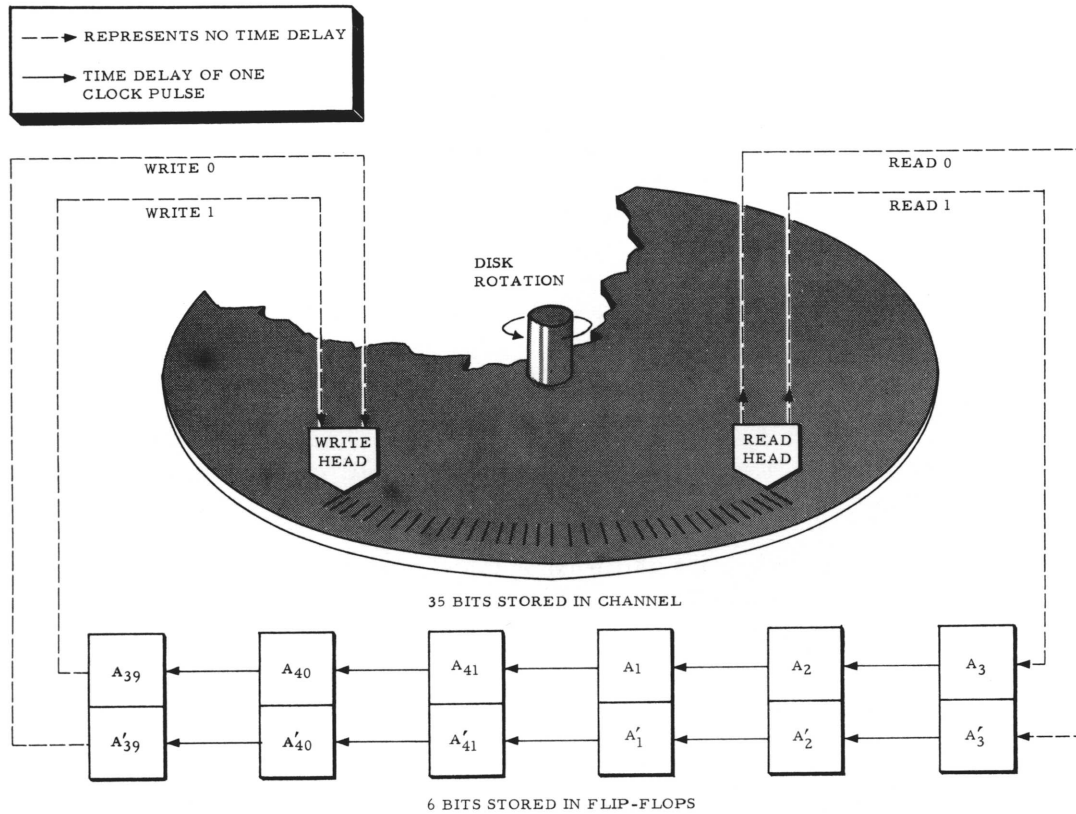 REPRESENTS NO TIME DELAY
TIME DELAY OF ONE
CLOCK PULSE
WRITE 0
READ 0
WRITE 1
READ 1
DISK
ROTATION
WRITE
HEAD
READ
HEAD
35 BITS STORED IN CHANNEL
A₃₉ A₄₀ A₄₁ A₁ A₂ A₃
A′₃₉ A′₄₀ A′₄₁ A′₁ A′₂ A′₃
6 BITS STORED IN FLIP-FLOPS